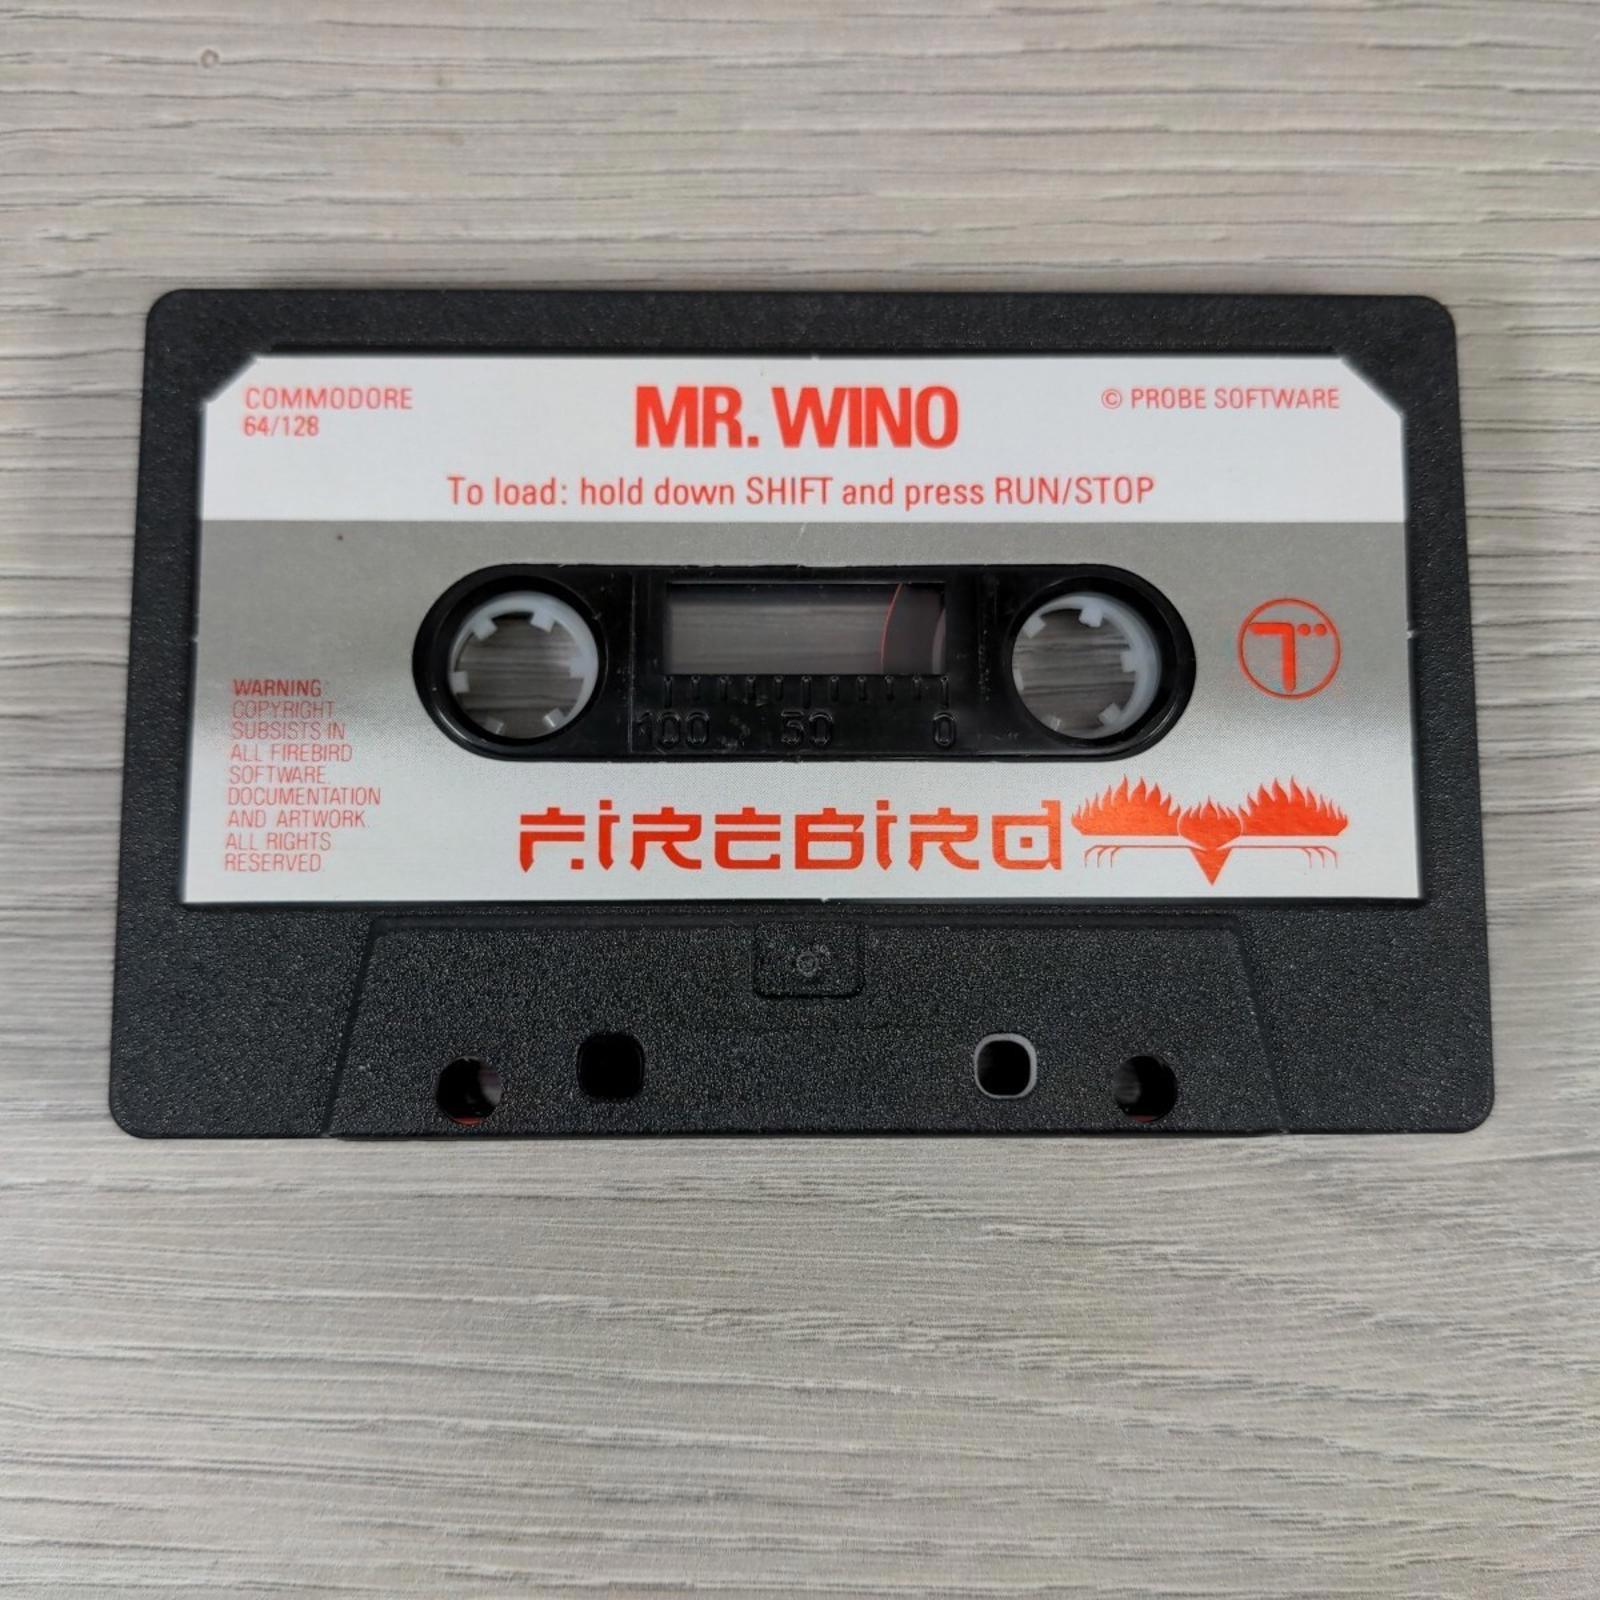 COMMODORE
64/128
MR. WINO
© PROBE SOFTWARE
To load: hold down SHIFT and press RUN/STOP
WARNING
COPYRIGHT
SUBSISTS IN
ALL FIREBIRD
SOFTWARE.
DOCUMENTATION
AND ARTWORK.
ALL RIGHTS
RESERVED.
100 50 0
T
FIREBIRD